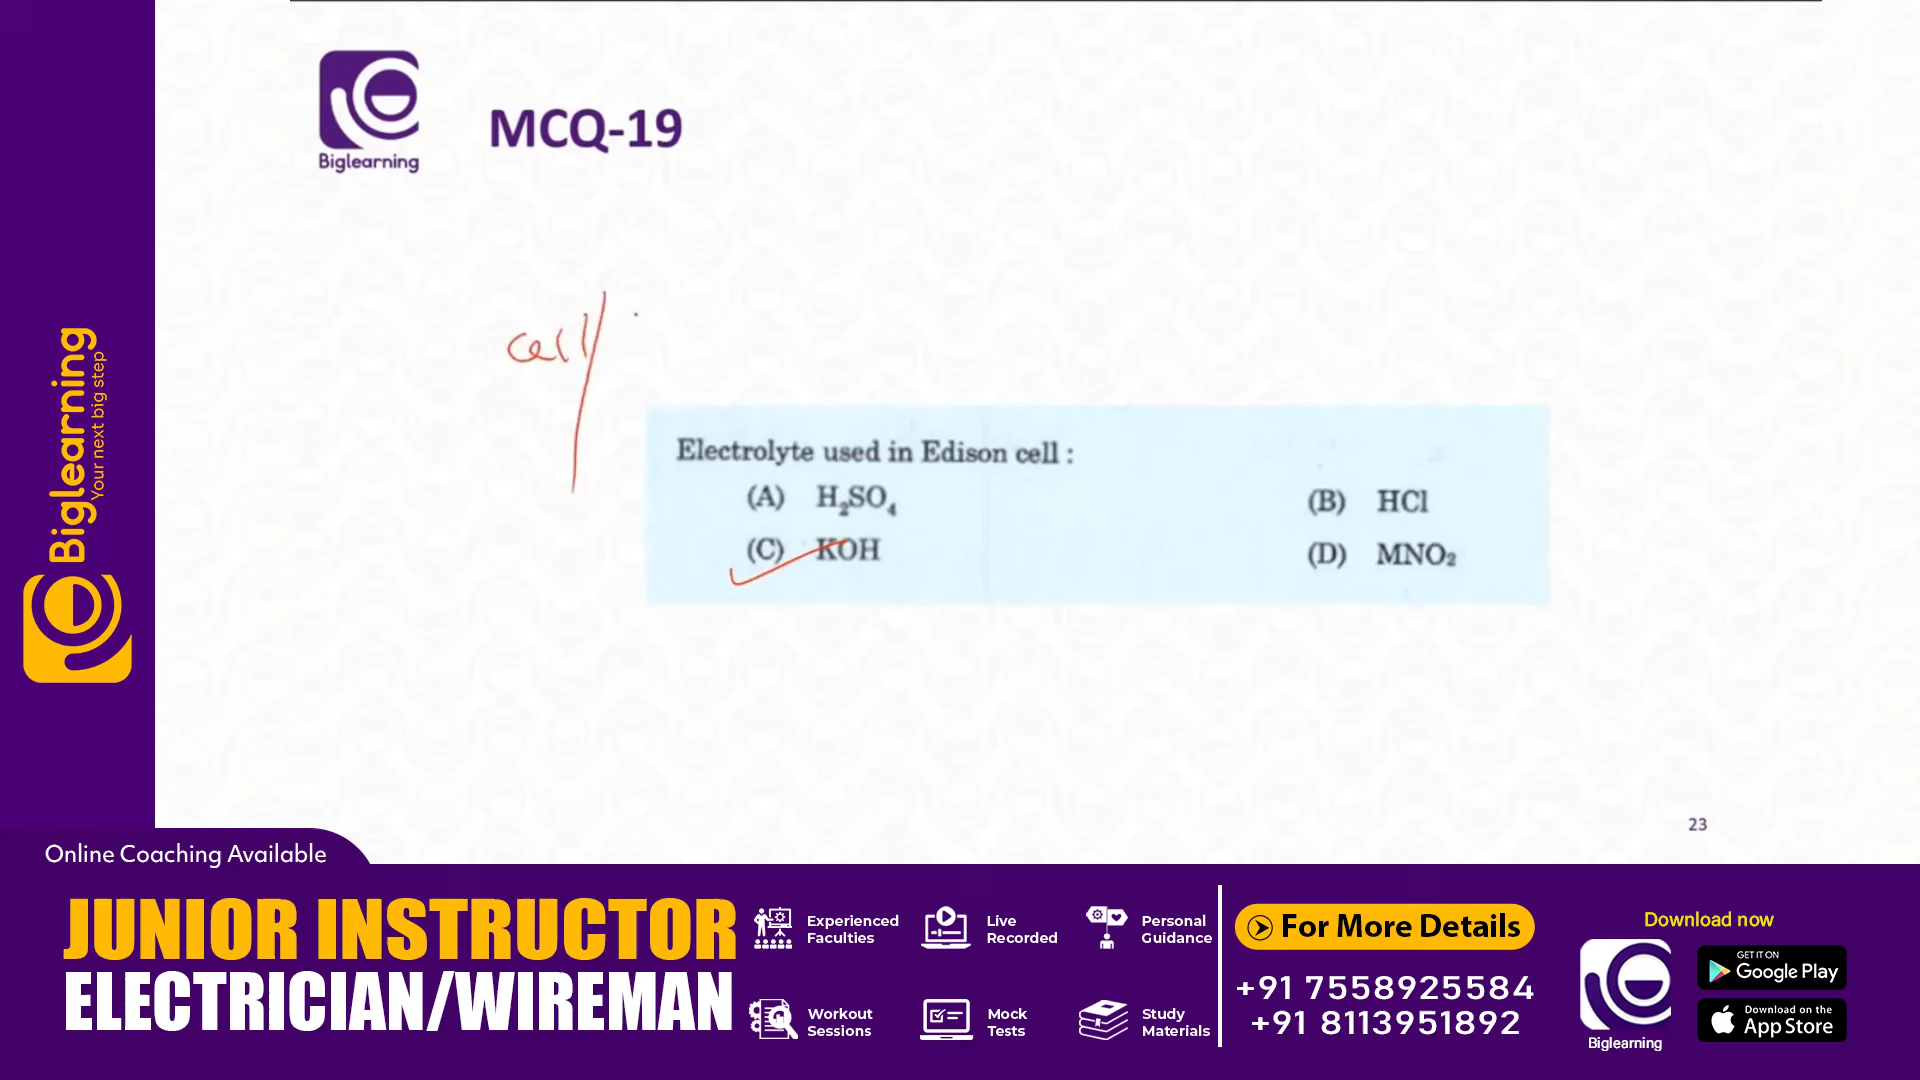 Biglearning
MCQ-19
cell
Electrolyte used in Edison cell :
(A) H₂SO₄
(B) HCl
(C) KOH
(D) MNO₂
23
Biglearning
Your next big step
Online Coaching Available
JUNIOR INSTRUCTOR
ELECTRICIAN/WIREMAN
Experienced
Faculties
Live
Recorded
Personal
Guidance
Workout
Sessions
Mock
Tests
Study
Materials
For More Details
+91 7558925584
+91 8113951892
Download now
Biglearning
GET IT ON
Google Play
Download on the
App Store